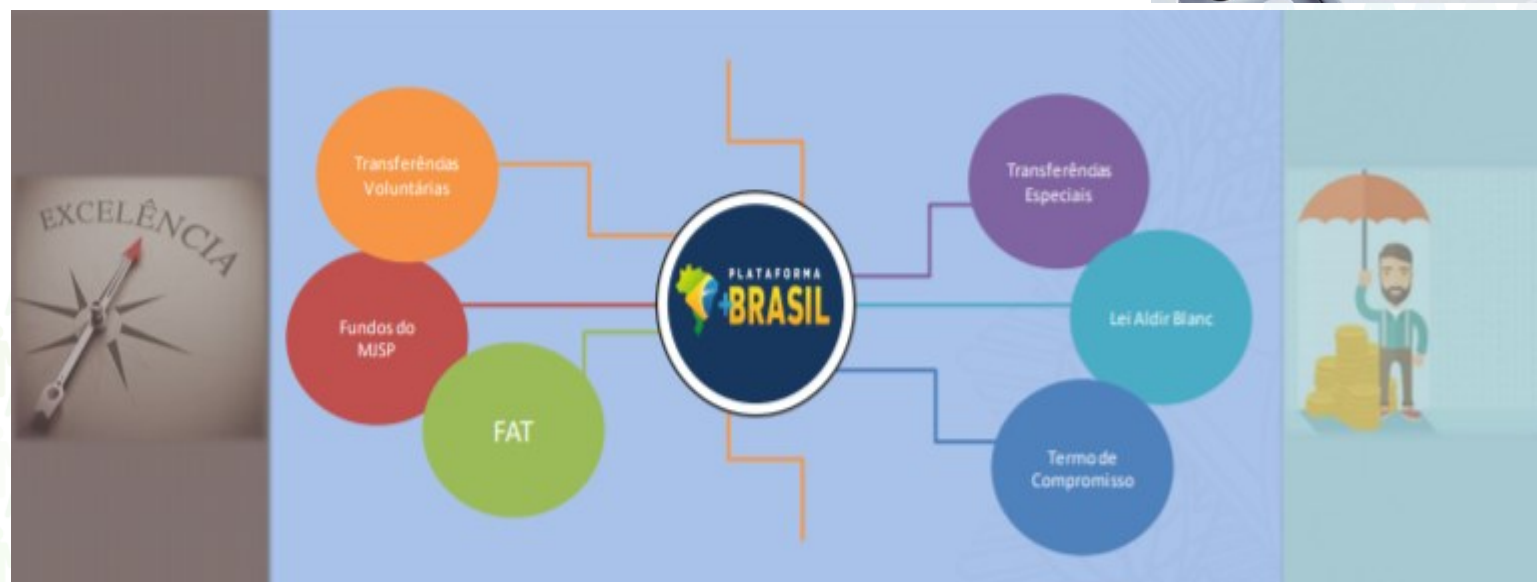 EXCELÊNCIA
Transferências
Voluntárias
Fundos do
MJSP
FAT
PLATAFORMA
+BRASIL
Transferências
Especiais
Lei Aldir Blanc
Termo de
Compromisso